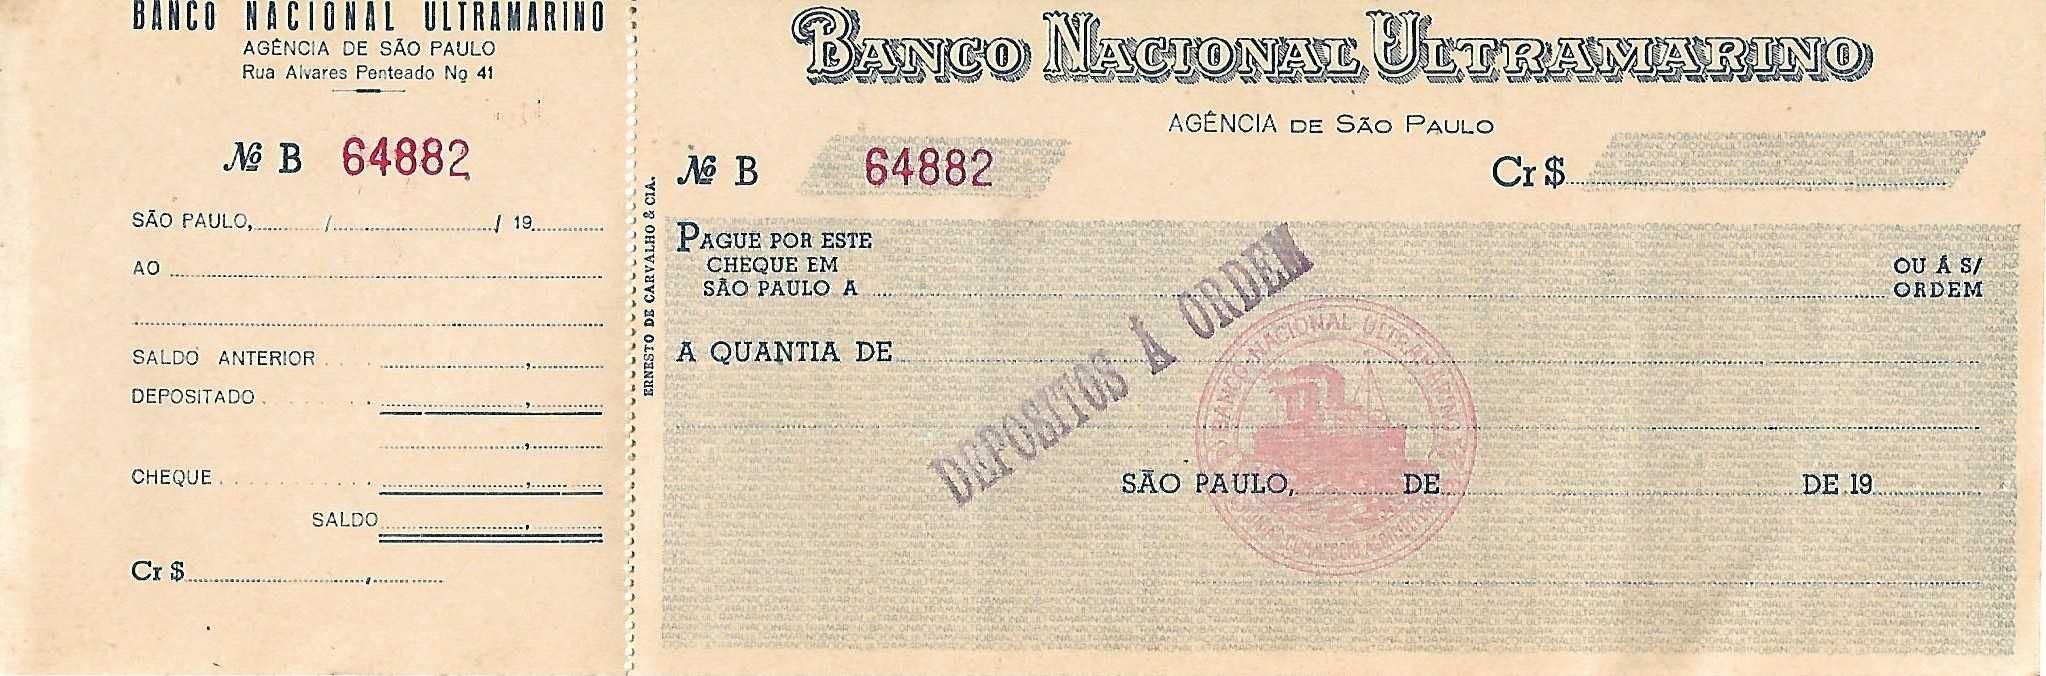 BANCO NACIONAL ULTRAMARINO
AGÊNCIA DE SÃO PAULO
Rua Alvares Penteado No 41
No B 64882
SÃO PAULO, / / 19
AO
SALDO ANTERIOR ,
DEPOSITADO ,
,
CHEQUE ,
SALDO ,
Cr $ ,
ERNESTO DE CARVALHO & CIA.
BANCO NACIONAL ULTRAMARINO
AGÊNCIA DE SÃO PAULO
No B 64882 Cr $
PAGUE POR ESTE
CHEQUE EM
SÃO PAULO A
OU Á S/
ORDEM
A QUANTIA DE
DEPOSITOS À ORDEM
BANCO NACIONAL ULTRAMARINO
SÃO PAULO, DE DE 19